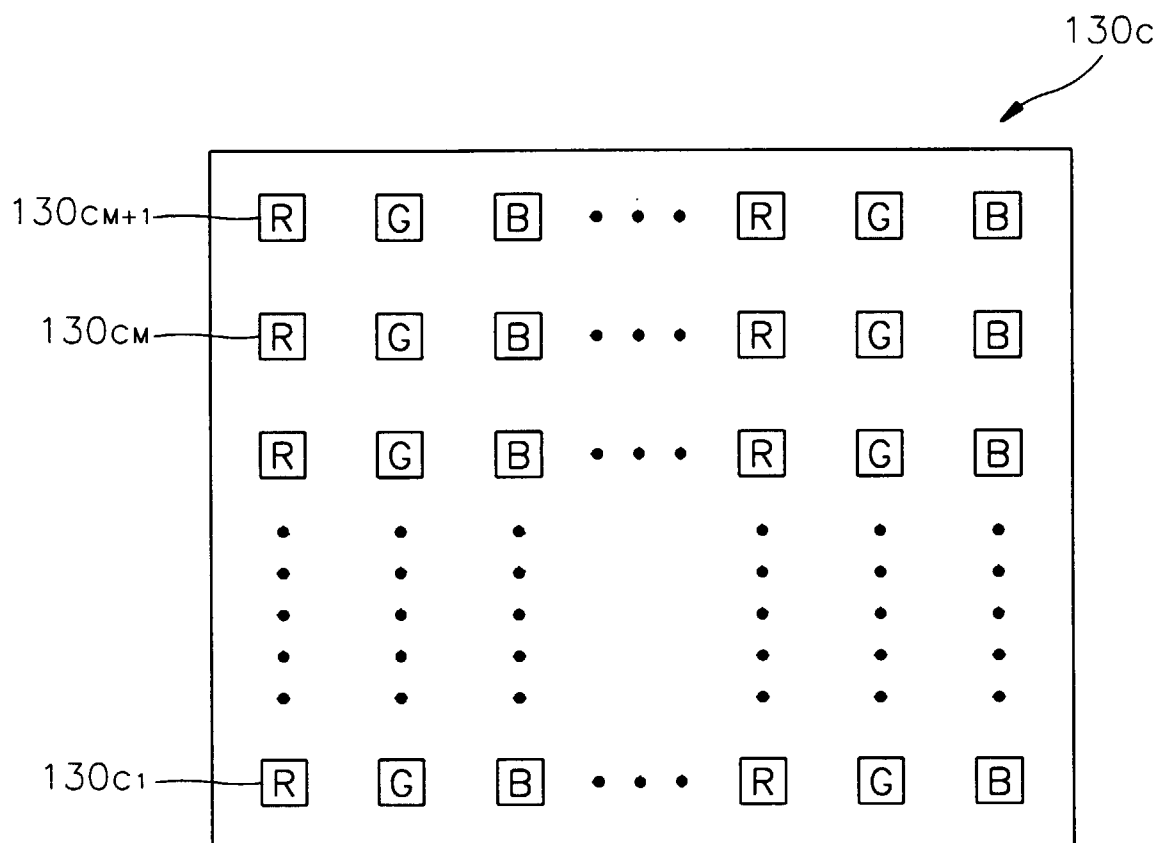 130c
130cM+1 R G B • • • R G B
130cM R G B • • • R G B
R G B • • • R G B
130c1 R G B • • • R G B